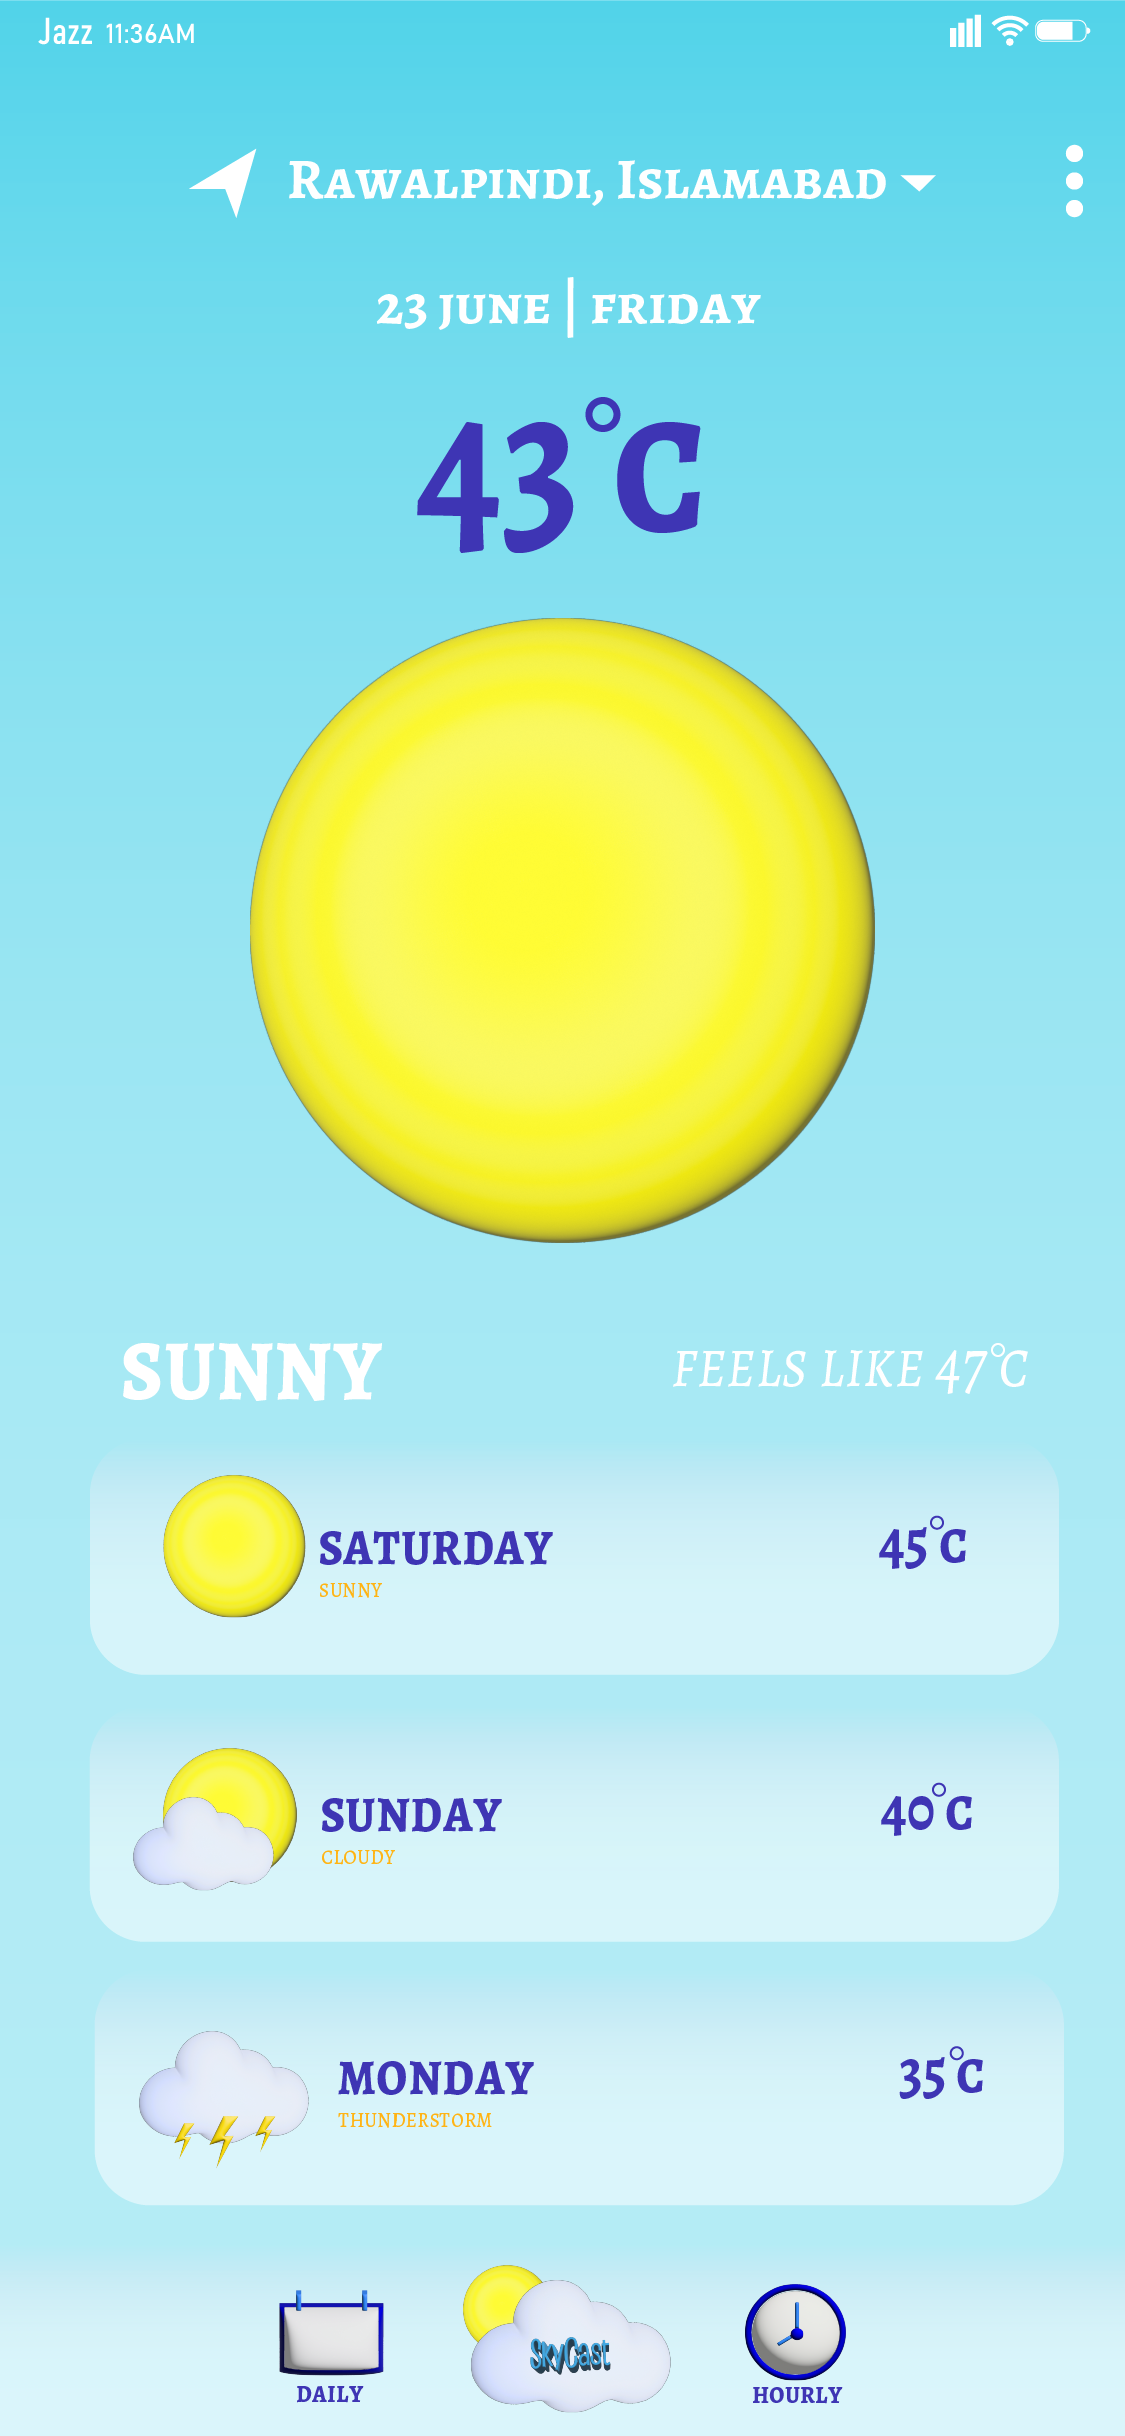 Jazz 11:36AM
Rawalpindi, Islamabad
23 JUNE | FRIDAY
43°C
SUNNY FEELS LIKE 47°C
SATURDAY 45°C
SUNNY
SUNDAY 40°C
CLOUDY
MONDAY 35°C
THUNDERSTORM
SkyCast
DAILY HOURLY